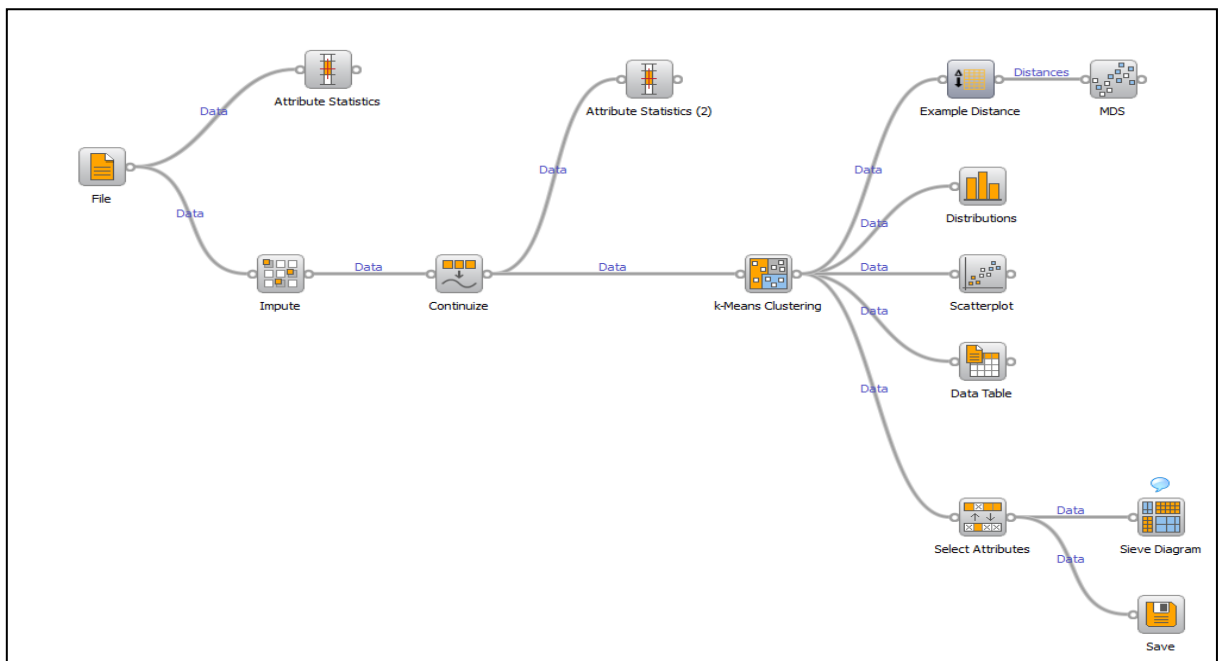 Attribute Statistics
Attribute Statistics (2)
Distances
Example Distance
MDS
Data
File
Data
Data
Data
Distributions
Data
Data
Impute
Data
Continuize
Data
k-Means Clustering
Data
Scatterplot
Data
Data Table
Data
Select Attributes
Data
Sieve Diagram
Data
Save